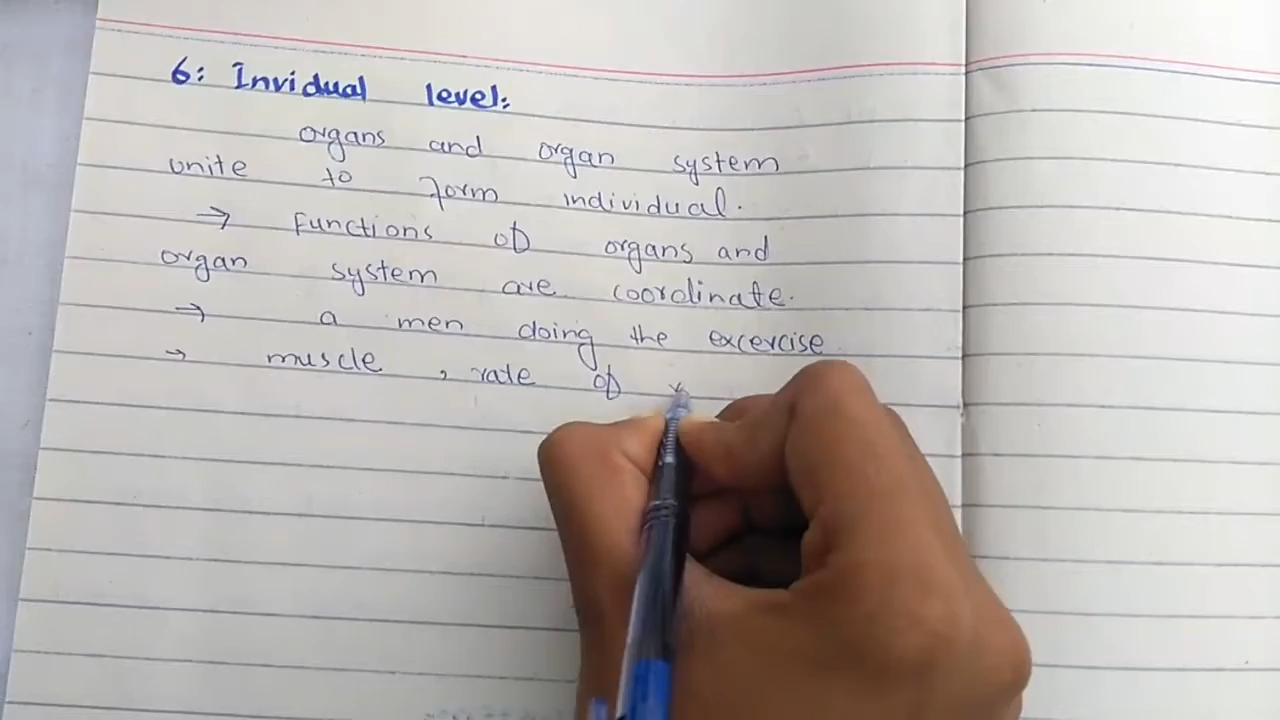 6: Invidual level:
organs and organ system
unite to form individual.
→ Functions of organs and
organ system are coordinate.
→ a men doing the excercise
→ muscle , rate of